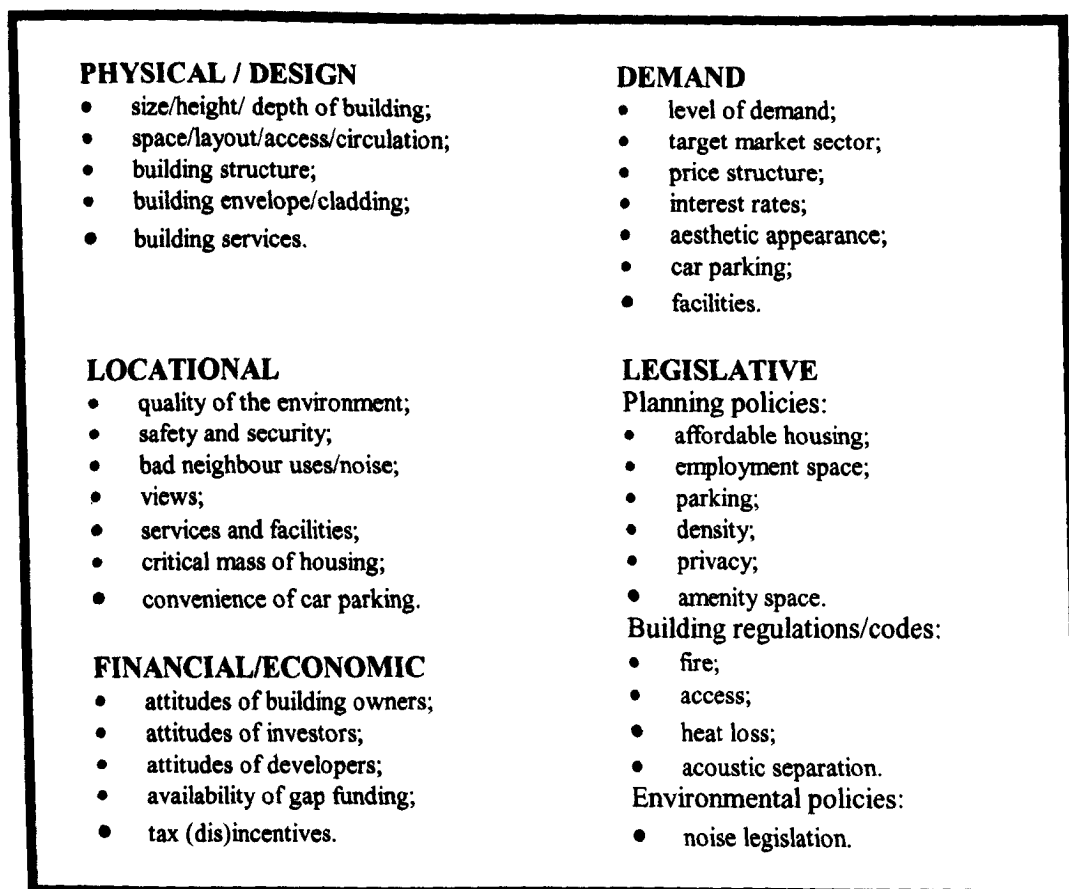 PHYSICAL / DESIGN
• size/height/ depth of building;
• space/layout/access/circulation;
• building structure;
• building envelope/cladding;
• building services.
LOCATIONAL
• quality of the environment;
• safety and security;
• bad neighbour uses/noise;
• views;
• services and facilities;
• critical mass of housing;
• convenience of car parking.
FINANCIAL/ECONOMIC
• attitudes of building owners;
• attitudes of investors;
• attitudes of developers;
• availability of gap funding;
• tax (dis)incentives.
DEMAND
• level of demand;
• target market sector;
• price structure;
• interest rates;
• aesthetic appearance;
• car parking;
• facilities.
LEGISLATIVE
Planning policies:
• affordable housing;
• employment space;
• parking;
• density;
• privacy;
• amenity space.
Building regulations/codes:
• fire;
• access;
• heat loss;
• acoustic separation.
Environmental policies:
• noise legislation.